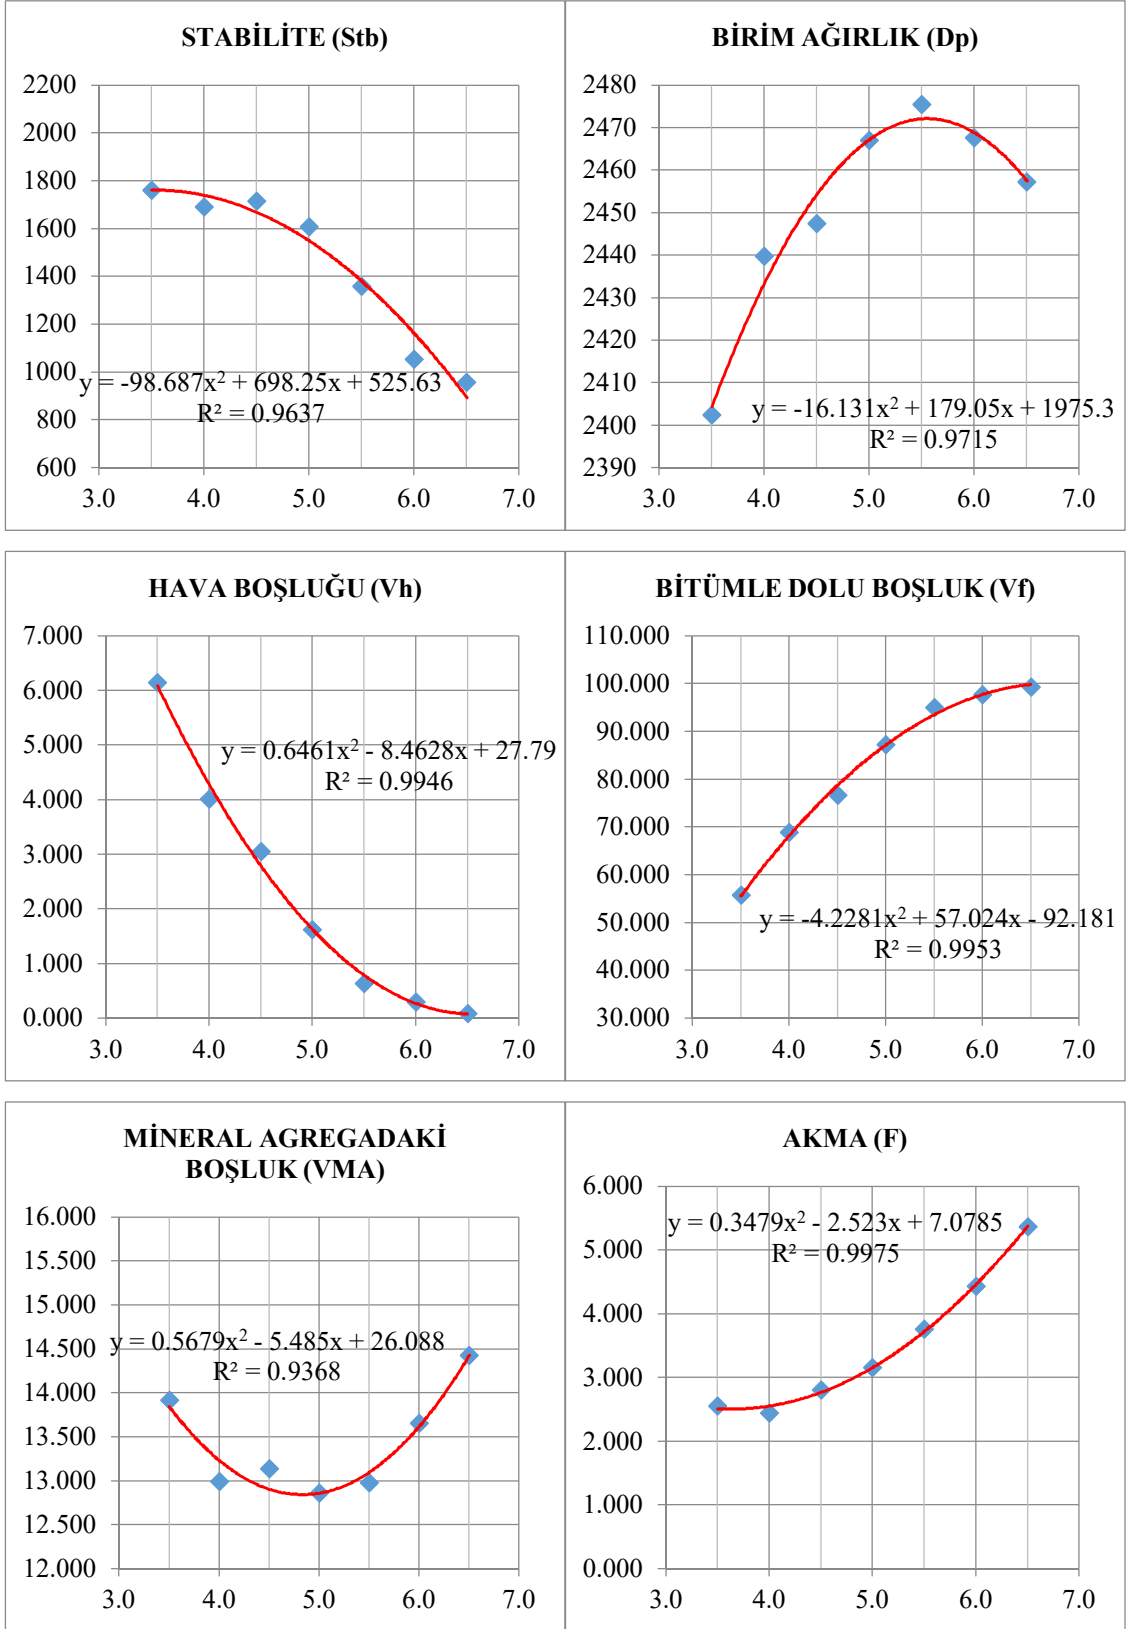 STABİLİTE (Stb)
2200
2000
1800
1600
1400
1200
1000
800
600
y = -98.687x² + 698.25x + 525.63
R² = 0.9637
3.0 4.0 5.0 6.0 7.0
BİRİM AĞIRLIK (Dp)
2480
2470
2460
2450
2440
2430
2420
2410
2400
2390
y = -16.131x² + 179.05x + 1975.3
R² = 0.9715
3.0 4.0 5.0 6.0 7.0
HAVA BOŞLUĞU (Vh)
7.000
6.000
5.000
4.000
3.000
2.000
1.000
0.000
y = 0.6461x² - 8.4628x + 27.79
R² = 0.9946
3.0 4.0 5.0 6.0 7.0
BİTÜMLE DOLU BOŞLUK (Vf)
110.000
100.000
90.000
80.000
70.000
60.000
50.000
40.000
30.000
y = -4.2281x² + 57.024x - 92.181
R² = 0.9953
3.0 4.0 5.0 6.0 7.0
MİNERAL AGREGADAKİ
BOŞLUK (VMA)
16.000
15.500
15.000
14.500
14.000
13.500
13.000
12.500
12.000
y = 0.5679x² - 5.485x + 26.088
R² = 0.9368
3.0 4.0 5.0 6.0 7.0
AKMA (F)
6.000
5.000
4.000
3.000
2.000
1.000
0.000
y = 0.3479x² - 2.523x + 7.0785
R² = 0.9975
3.0 4.0 5.0 6.0 7.0